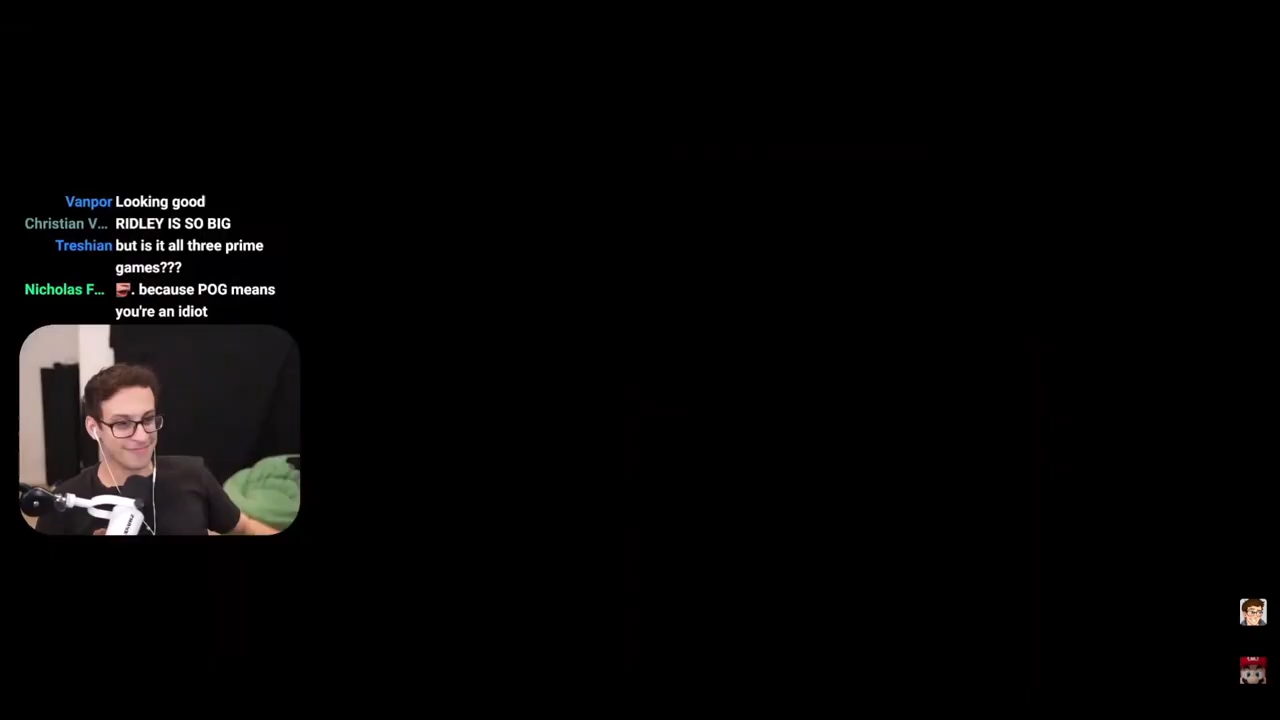 Vanpor Looking good
Christian V... RIDLEY IS SO BIG
Treshian but is it all three prime
games???
Nicholas F... . because POG means
you're an idiot